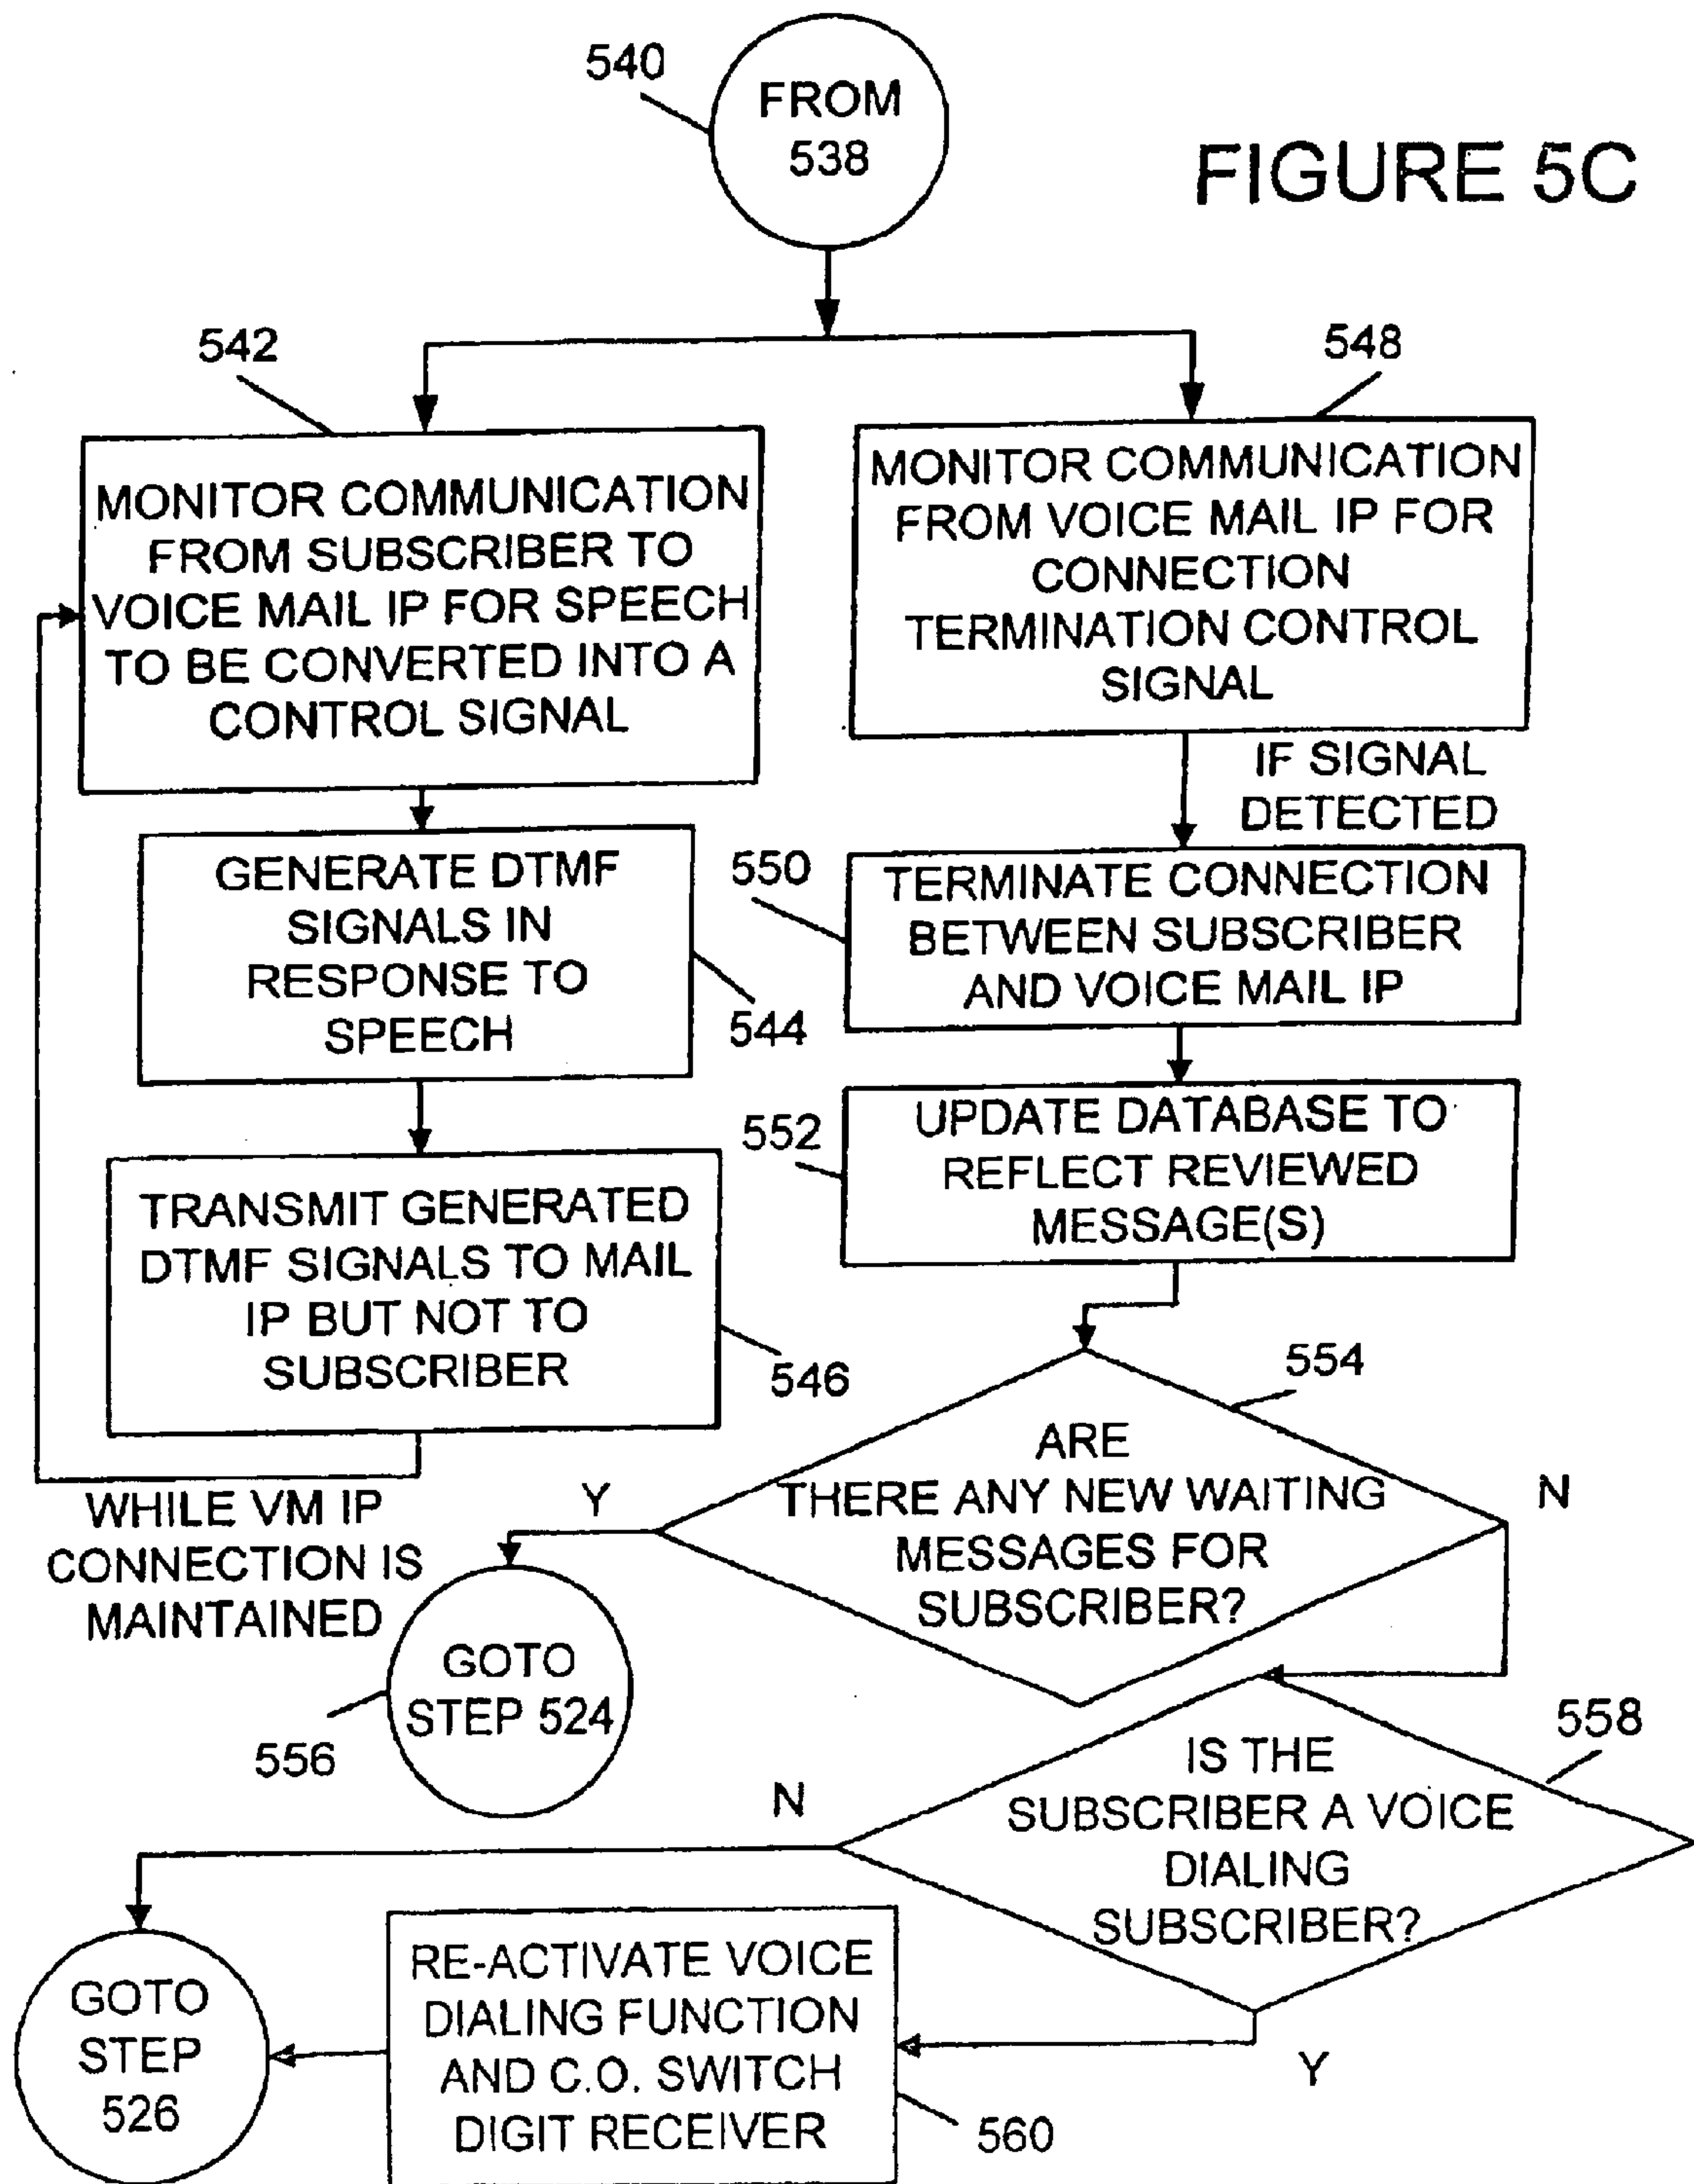 540
FROM
538
FIGURE 5C
542
MONITOR COMMUNICATION
FROM SUBSCRIBER TO
VOICE MAIL IP FOR SPEECH
TO BE CONVERTED INTO A
CONTROL SIGNAL
548
MONITOR COMMUNICATION
FROM VOICE MAIL IP FOR
CONNECTION
TERMINATION CONTROL
SIGNAL
IF SIGNAL
DETECTED
GENERATE DTMF
SIGNALS IN
RESPONSE TO
SPEECH
544
550
TERMINATE CONNECTION
BETWEEN SUBSCRIBER
AND VOICE MAIL IP
552
UPDATE DATABASE TO
REFLECT REVIEWED
MESSAGE(S)
TRANSMIT GENERATED
DTMF SIGNALS TO MAIL
IP BUT NOT TO
SUBSCRIBER
546
WHILE VM IP
CONNECTION IS
MAINTAINED
554
ARE
THERE ANY NEW WAITING
MESSAGES FOR
SUBSCRIBER?
Y
N
GOTO
STEP 524
556
558
IS THE
SUBSCRIBER A VOICE
DIALING
SUBSCRIBER?
N
Y
RE-ACTIVATE VOICE
DIALING FUNCTION
AND C.O. SWITCH
DIGIT RECEIVER
560
GOTO
STEP
526